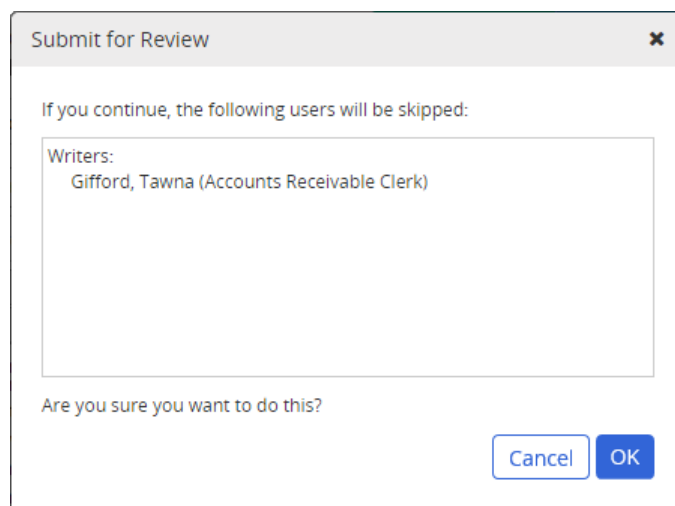 Submit for Review
If you continue, the following users will be skipped:
Writers:
Gifford, Tawna (Accounts Receivable Clerk)
Are you sure you want to do this?
Cancel
OK